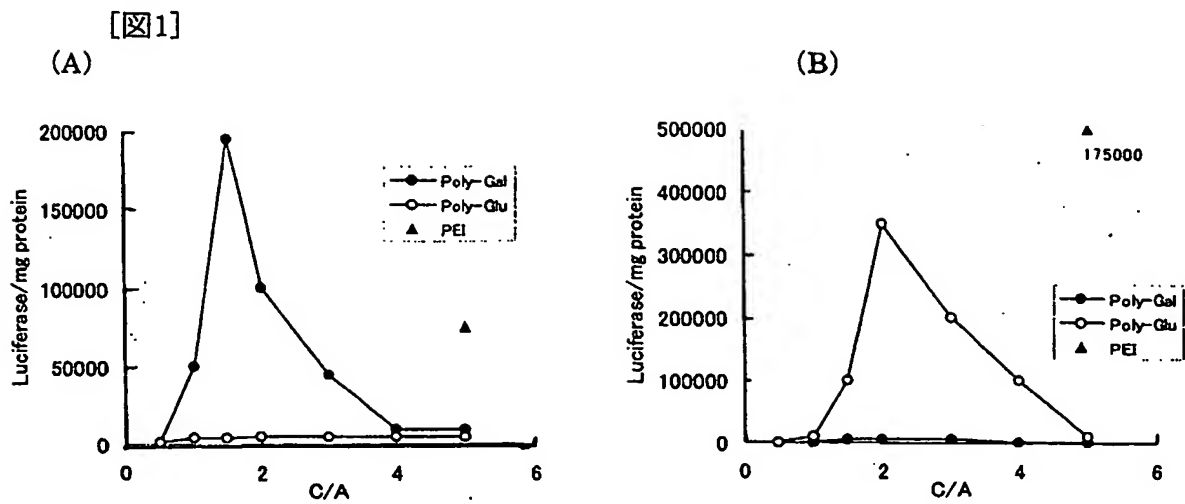 [図1]
(A)
200000
150000
100000
50000
0
Luciferase/mg protein
0 2 4 6
C/A
Poly-Gal
Poly-Glu
PEI
(B)
500000
400000
300000
200000
100000
0
Luciferase/mg protein
0 2 4 6
C/A
175000
Poly-Gal
Poly-Glu
PEI